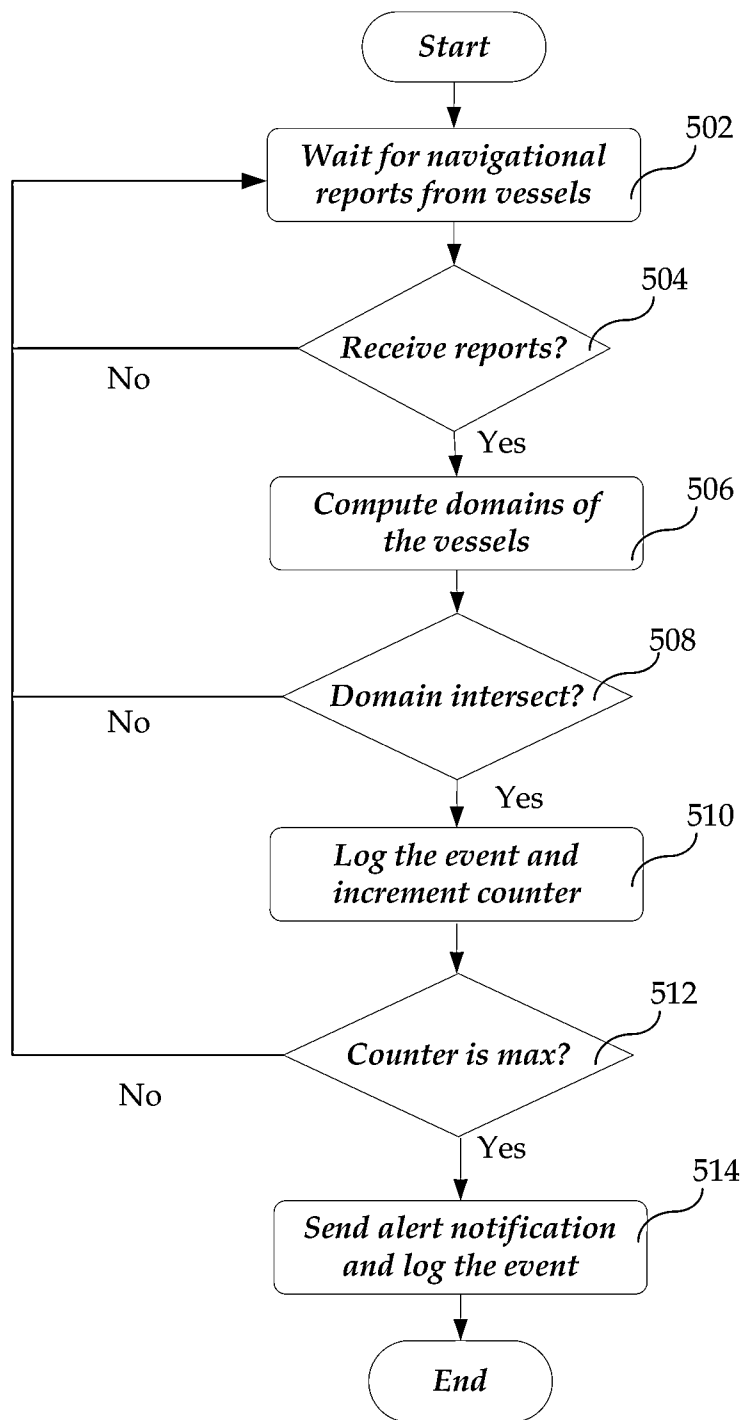 Start
502
Wait for navigational
reports from vessels
504
Receive reports?
No
Yes
506
Compute domains of
the vessels
508
Domain intersect?
No
Yes
510
Log the event and
increment counter
512
Counter is max?
No
Yes
514
Send alert notification
and log the event
End